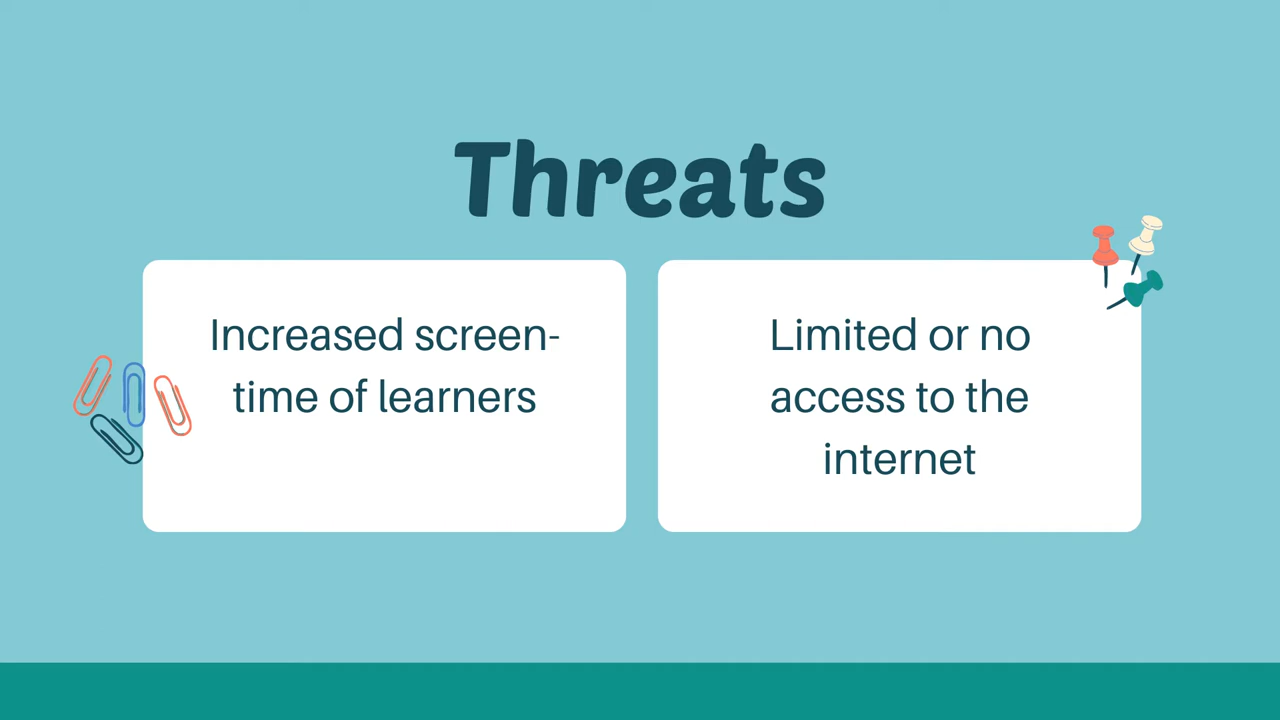 Threats
Increased screen-
time of learners
Limited or no
access to the
internet